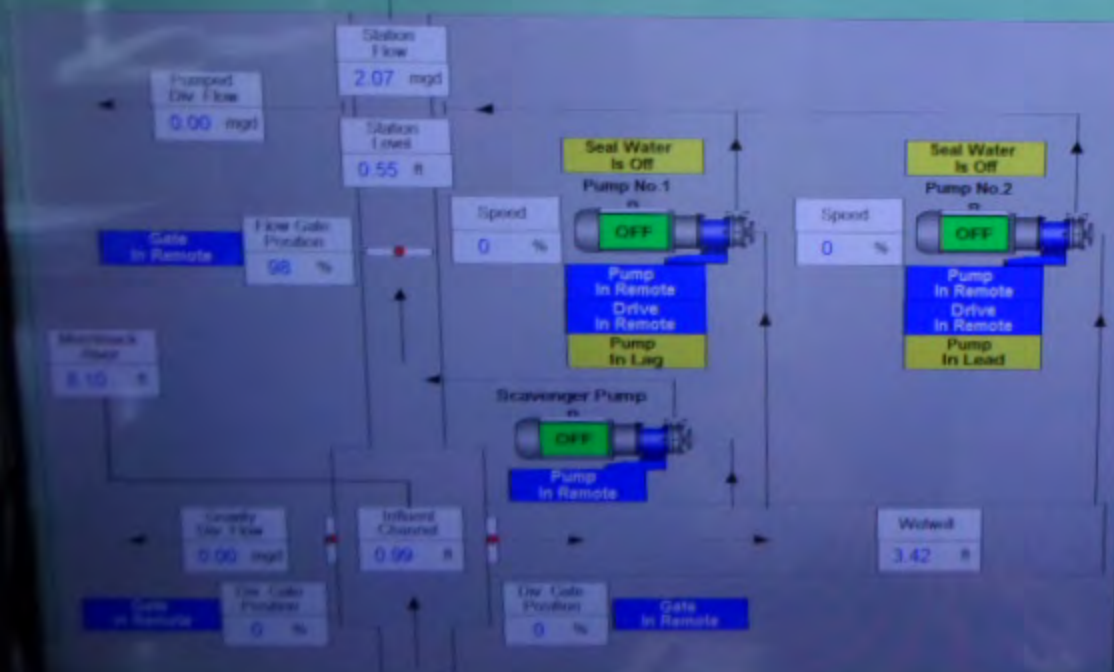 Station
Flow
2.07 mgd
Pumped
Div Flow
0.00 mgd
Station
Level
0.55 ft
Seal Water
Is Off
Pump No.1
Speed
0 %
OFF
Pump
In Remote
Drive
In Remote
Pump
In Lag
Seal Water
Is Off
Pump No.2
Speed
0 %
OFF
Pump
In Remote
Drive
In Remote
Pump
In Lead
Gate
In Remote
Flow Gate
Position
98 %
Merrimack
River
8.10 ft
Scavenger Pump
OFF
Pump
In Remote
Gravity
Div Flow
0.00 mgd
Influent
Channel
0.99 ft
Wetwell
3.42 ft
Gate
In Remote
Div Gate
Position
0 %
Div Gate
Position
0 %
Gate
In Remote